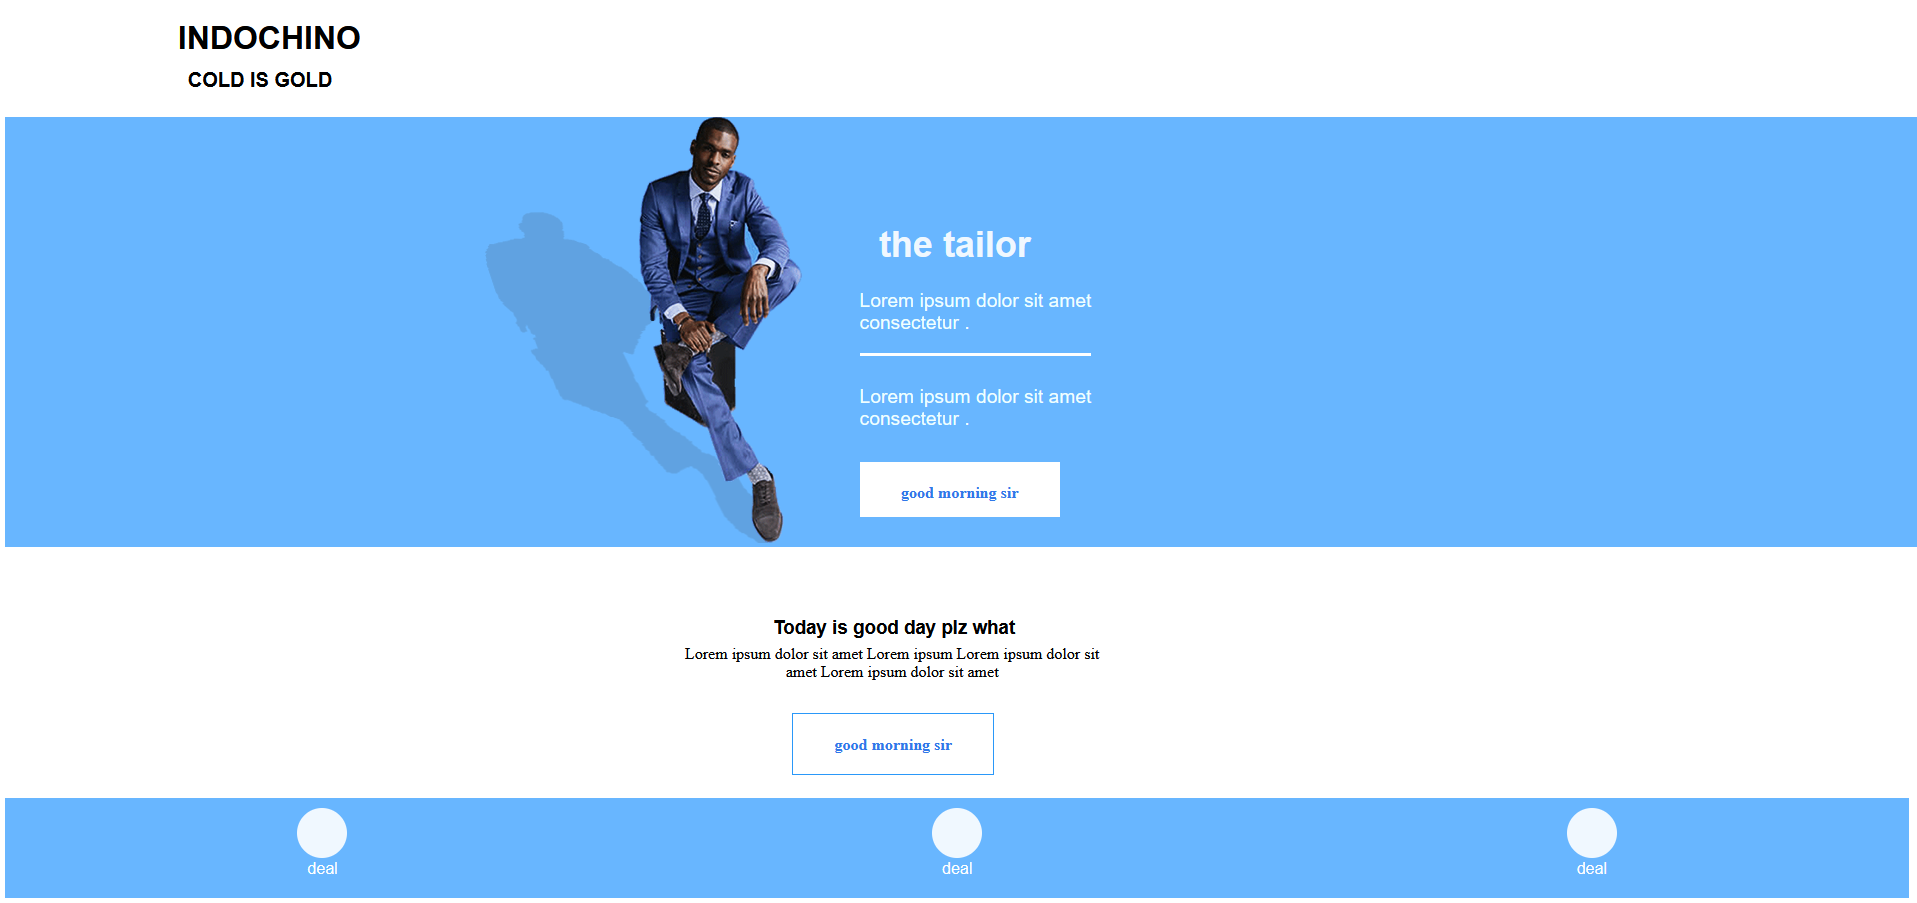 INDOCHINO
COLD IS GOLD
the tailor
Lorem ipsum dolor sit amet
consectetur .
Lorem ipsum dolor sit amet
consectetur .
good morning sir
Today is good day plz what
Lorem ipsum dolor sit amet Lorem ipsum Lorem ipsum dolor sit
amet Lorem ipsum dolor sit amet
good morning sir
deal
deal
deal